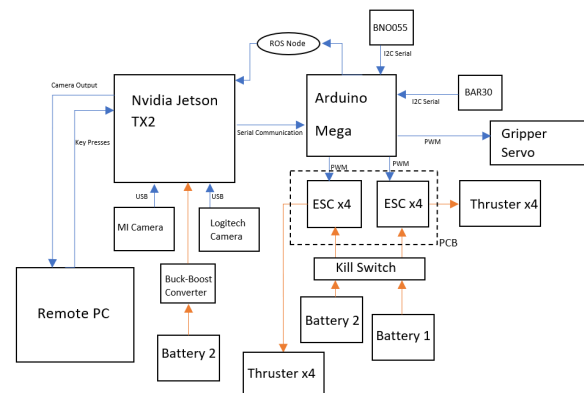 BNO055
ROS Node
I2C Serial
Camera Output
Nvidia Jetson
TX2
Arduino
Mega
BAR30
I2C Serial
Key Presses
Serial Communication
PWM
Gripper
Servo
PWM
PWM
USB
USB
ESC x4
ESC x4
Thruster x4
MI Camera
Logitech
Camera
PCB
Kill Switch
Buck-Boost
Converter
Remote PC
Battery 2
Battery 1
Battery 2
Thruster x4